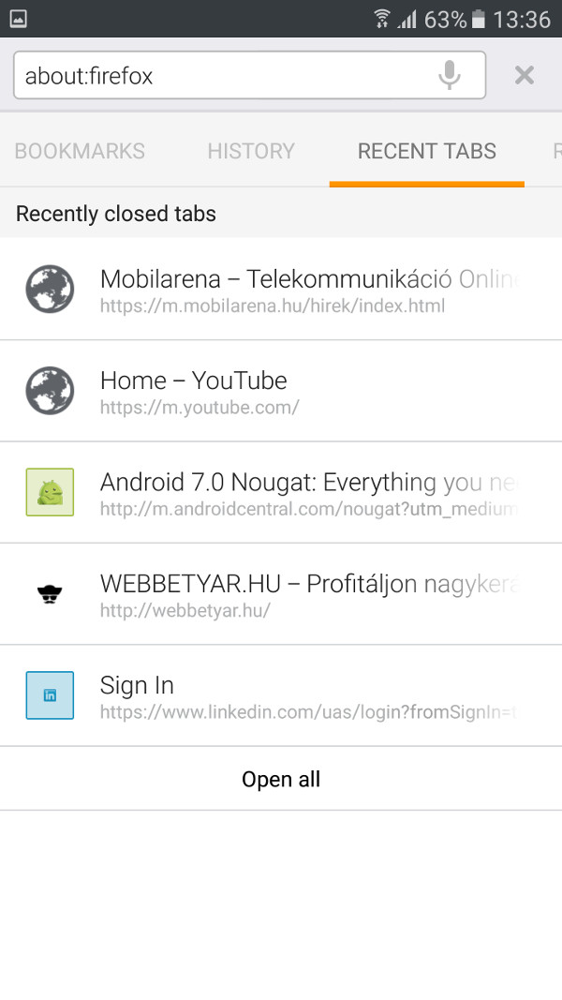 63% 13:36
about:firefox
BOOKMARKS HISTORY RECENT TABS R
Recently closed tabs
Mobilarena – Telekommunikáció Online
https://m.mobilarena.hu/hirek/index.html
Home – YouTube
https://m.youtube.com/
Android 7.0 Nougat: Everything you ne
http://m.androidcentral.com/nougat?utm_medium
WEBBETYAR.HU – Profitáljon nagykera
http://webbetyar.hu/
in
Sign In
https://www.linkedin.com/uas/login?fromSignIn=t
Open all